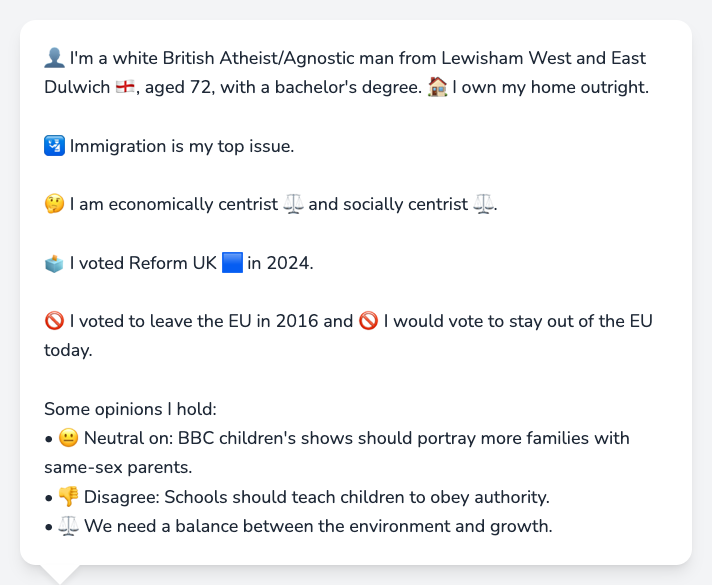 👤 I'm a white British Atheist/Agnostic man from Lewisham West and East
Dulwich 🏴󠁧󠁢󠁥󠁮󠁧󠁿, aged 72, with a bachelor's degree. 🏠 I own my home outright.
🛂 Immigration is my top issue.
🤔 I am economically centrist ⚖️ and socially centrist ⚖️.
🗳️ I voted Reform UK 🟦 in 2024.
🚫 I voted to leave the EU in 2016 and 🚫 I would vote to stay out of the EU
today.
Some opinions I hold:
• 😐 Neutral on: BBC children's shows should portray more families with
same-sex parents.
• 👎 Disagree: Schools should teach children to obey authority.
• ⚖️ We need a balance between the environment and growth.